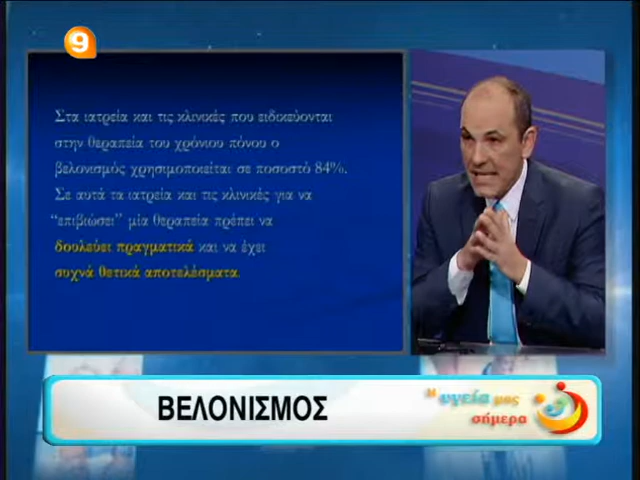 9
Στα ιατρεία και τις κλινικές που ειδικεύονται
στην θεραπεία του χρόνιου πόνου ο
βελονισμός χρησιμοποιείται σε ποσοστό 84%.
Σε αυτά τα ιατρεία και τις κλινικές για να
“επιβιώσει” μία θεραπεία πρέπει να
δουλεύει πραγματικά και να έχει
συχνά θετικά αποτελέσματα.
ΒΕΛΟΝΙΣΜΟΣ
Η υγεία μας
σήμερα